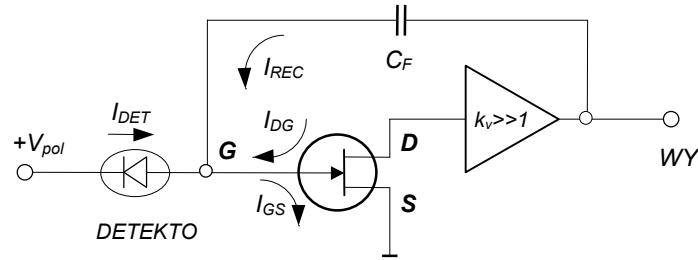 C_F
I_REC
I_DET
I_DG
k_v>>1
+V_pol
G
D
WY
I_GS
S
DETEKTO